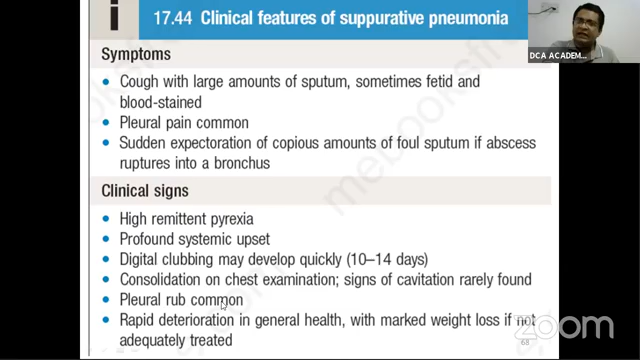 i
17.44 Clinical features of suppurative pneumonia
Symptoms
• Cough with large amounts of sputum, sometimes fetid and
blood-stained
• Pleural pain common
• Sudden expectoration of copious amounts of foul sputum if abscess
ruptures into a bronchus
Clinical signs
• High remittent pyrexia
• Profound systemic upset
• Digital clubbing may develop quickly (10–14 days)
• Consolidation on chest examination; signs of cavitation rarely found
• Pleural rub common
• Rapid deterioration in general health, with marked weight loss if not
adequately treated
DCA ACADEM...
zoom
68